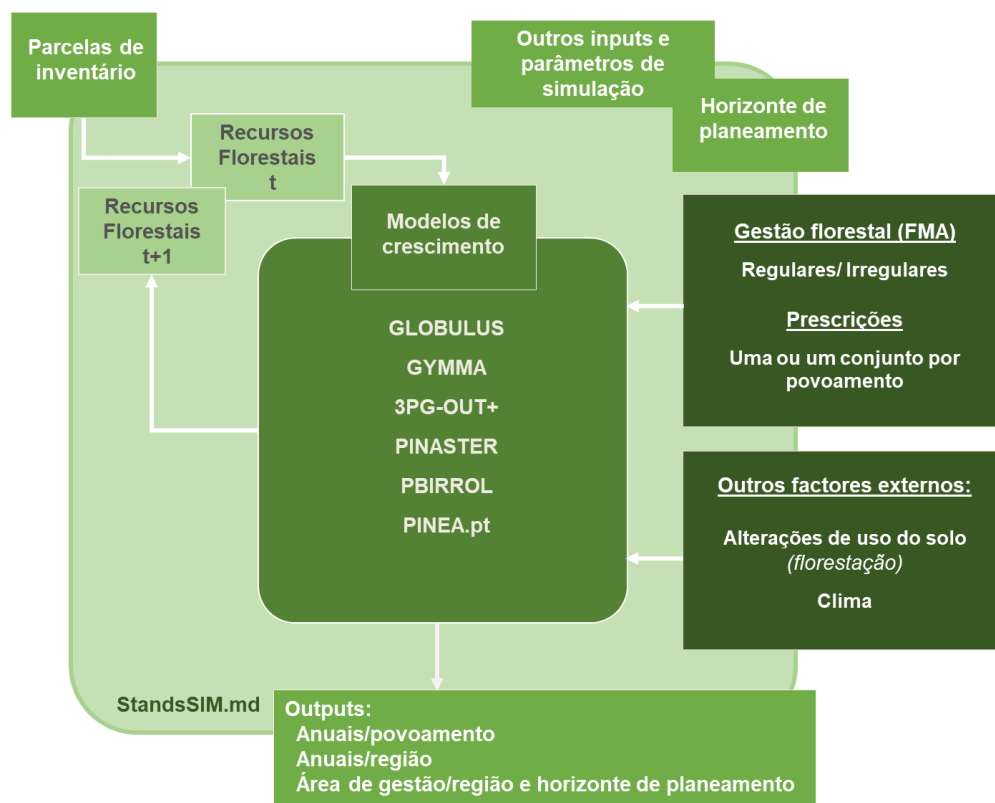 Parcelas de
inventário
Outros inputs e
parâmetros de
simulação
Horizonte de
planeamento
Recursos
Florestais
t
Recursos
Florestais
t+1
Modelos de
crescimento
GLOBULUS
GYMMA
3PG-OUT+
PINASTER
PBIRROL
PINEA.pt
Gestão florestal (FMA)
Regulares/ Irregulares
Prescrições
Uma ou um conjunto por
povoamento
Outros factores externos:
Alterações de uso do solo
(florestação)
Clima
StandsSIM.md
Outputs:
Anuais/povoamento
Anuais/região
Área de gestão/região e horizonte de planeamento